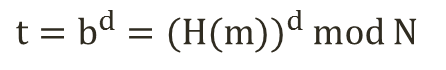 t = b^d = (H(m))^d mod N